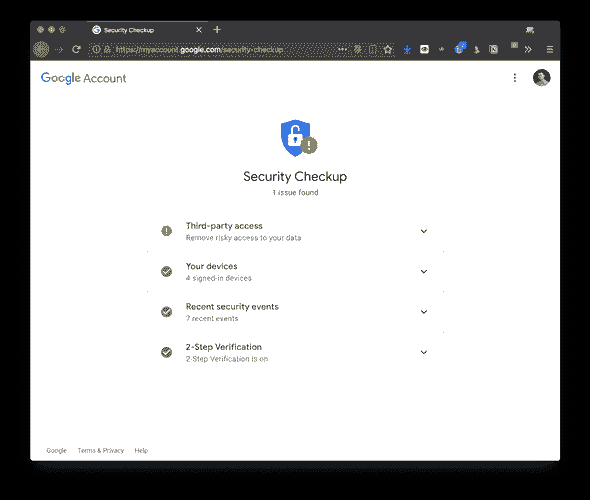 Security Checkup
https://myaccount.google.com/security-checkup
Google Account
Security Checkup
1 issue found
Third-party access
Remove risky access to your data
Your devices
4 signed-in devices
Recent security events
7 recent events
2-Step Verification
2-Step Verification is on
Google Terms & Privacy Help